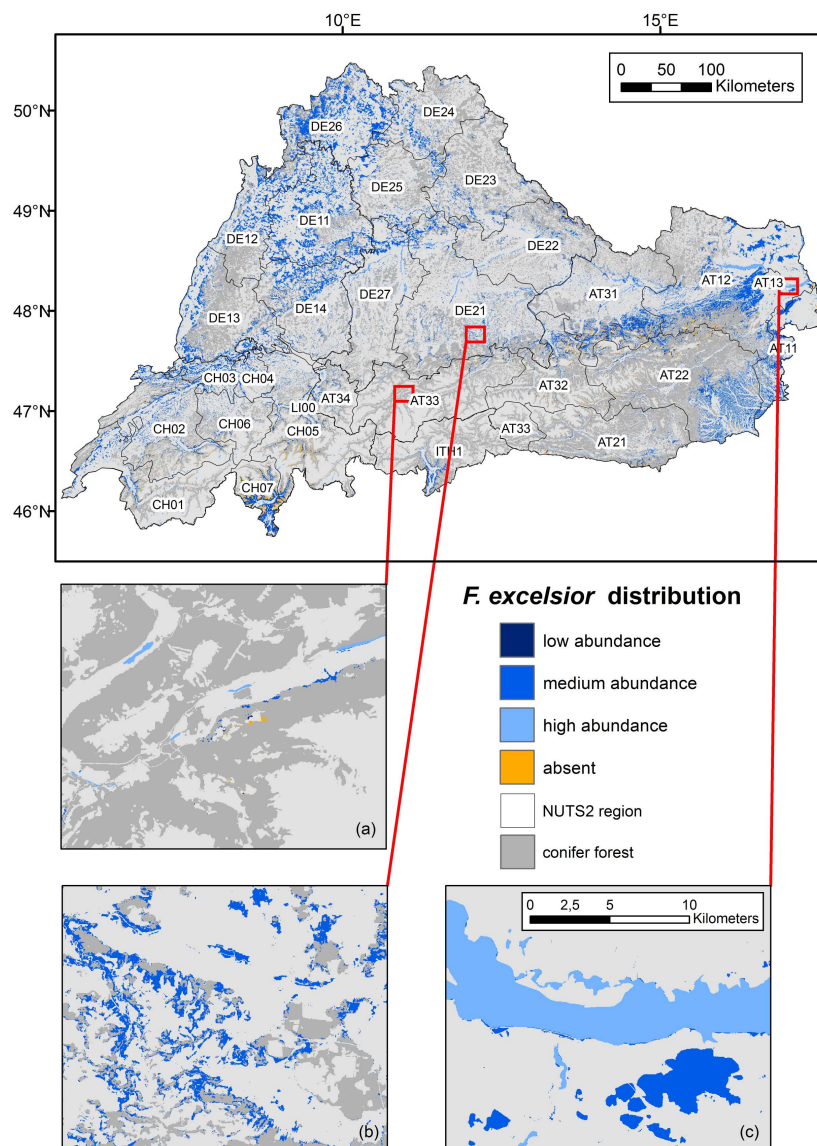 10°E 15°E
0 50 100
Kilometers
50°N
49°N
48°N
47°N
46°N
DE24
DE26
DE25
DE23
DE11
DE12
DE22
AT12 AT13
AT31
DE27
DE14
DE21
DE13
AT11
CH03 CH04
AT22
AT32
AT34
AT33
LI00
CH02
CH06
CH05
AT33
AT21
ITH1
CH07
CH01
F. excelsior distribution
low abundance
medium abundance
high abundance
absent
NUTS2 region
conifer forest
(a)
0 2,5 5 10
Kilometers
(b)
(c)